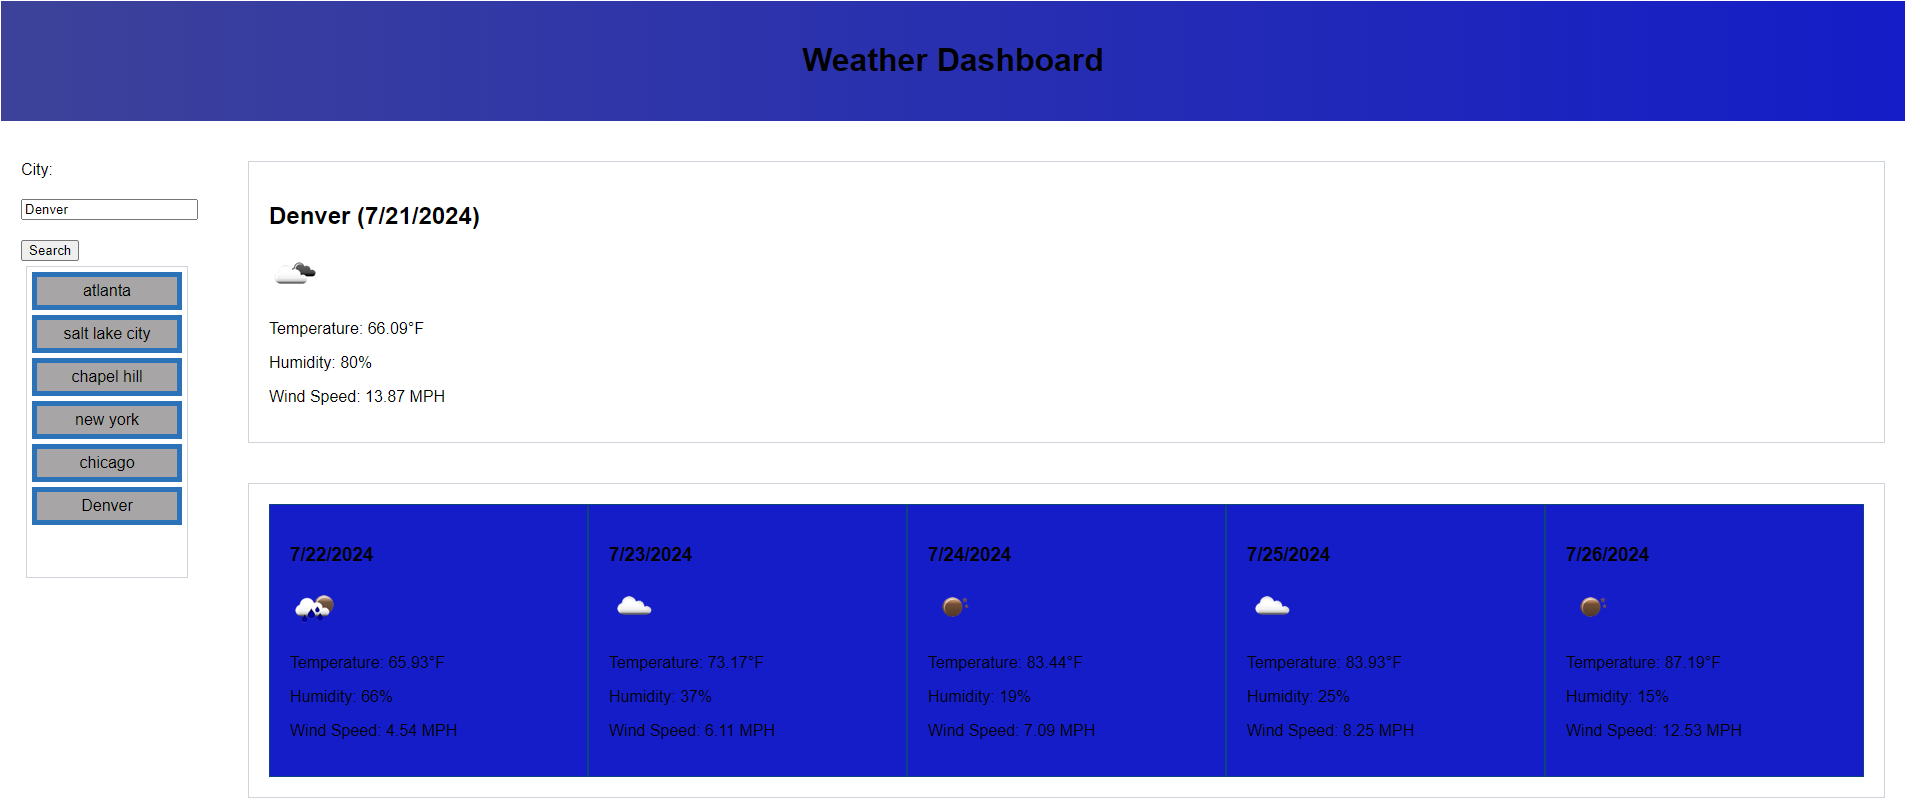 Weather Dashboard
City:
Denver
Search
atlanta
salt lake city
chapel hill
new york
chicago
Denver
Denver (7/21/2024)
Temperature: 66.09°F
Humidity: 80%
Wind Speed: 13.87 MPH
7/22/2024
Temperature: 65.93°F
Humidity: 66%
Wind Speed: 4.54 MPH
7/23/2024
Temperature: 73.17°F
Humidity: 37%
Wind Speed: 6.11 MPH
7/24/2024
Temperature: 83.44°F
Humidity: 19%
Wind Speed: 7.09 MPH
7/25/2024
Temperature: 83.93°F
Humidity: 25%
Wind Speed: 8.25 MPH
7/26/2024
Temperature: 87.19°F
Humidity: 15%
Wind Speed: 12.53 MPH